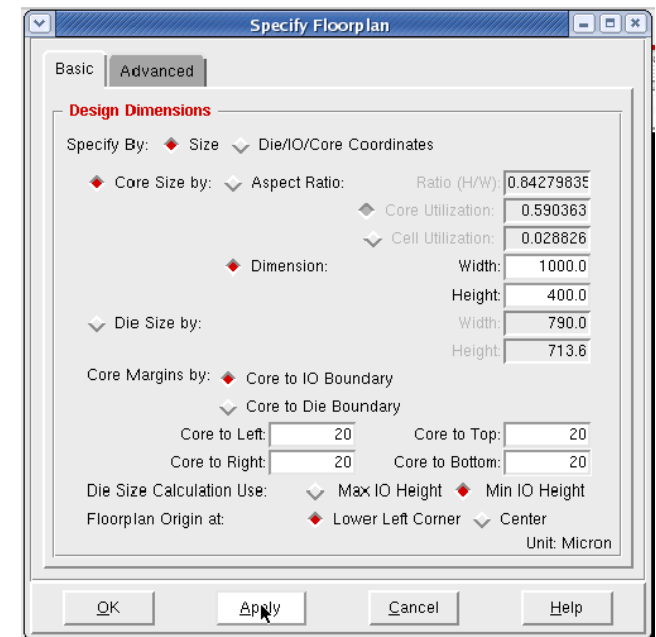 Specify Floorplan
Basic Advanced
Design Dimensions
Specify By: Size Die/IO/Core Coordinates
Core Size by: Aspect Ratio: Ratio (H/W): 0.84279835
Core Utilization: 0.590363
Cell Utilization: 0.028826
Dimension: Width: 1000.0
Height: 400.0
Die Size by: Width: 790.0
Height: 713.6
Core Margins by: Core to IO Boundary
Core to Die Boundary
Core to Left: 20 Core to Top: 20
Core to Right: 20 Core to Bottom: 20
Die Size Calculation Use: Max IO Height Min IO Height
Floorplan Origin at: Lower Left Corner Center
Unit: Micron
OK Apply Cancel Help